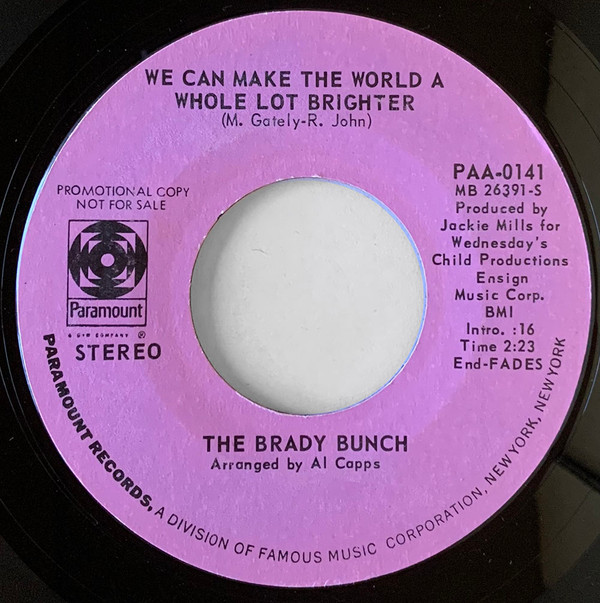 WE CAN MAKE THE WORLD A
WHOLE LOT BRIGHTER
(M. Gately-R. John)
PROMOTIONAL COPY
NOT FOR SALE
Paramount
A G+W COMPANY ®
STEREO
PAA-0141
MB 26391-S
Produced by
Jackie Mills for
Wednesday's
Child Productions
Ensign
Music Corp.
BMI
Intro. :16
Time 2:23
End-FADES
THE BRADY BUNCH
Arranged by Al Capps
PARAMOUNT RECORDS, A DIVISION OF FAMOUS MUSIC CORPORATION, NEW YORK, NEW YORK